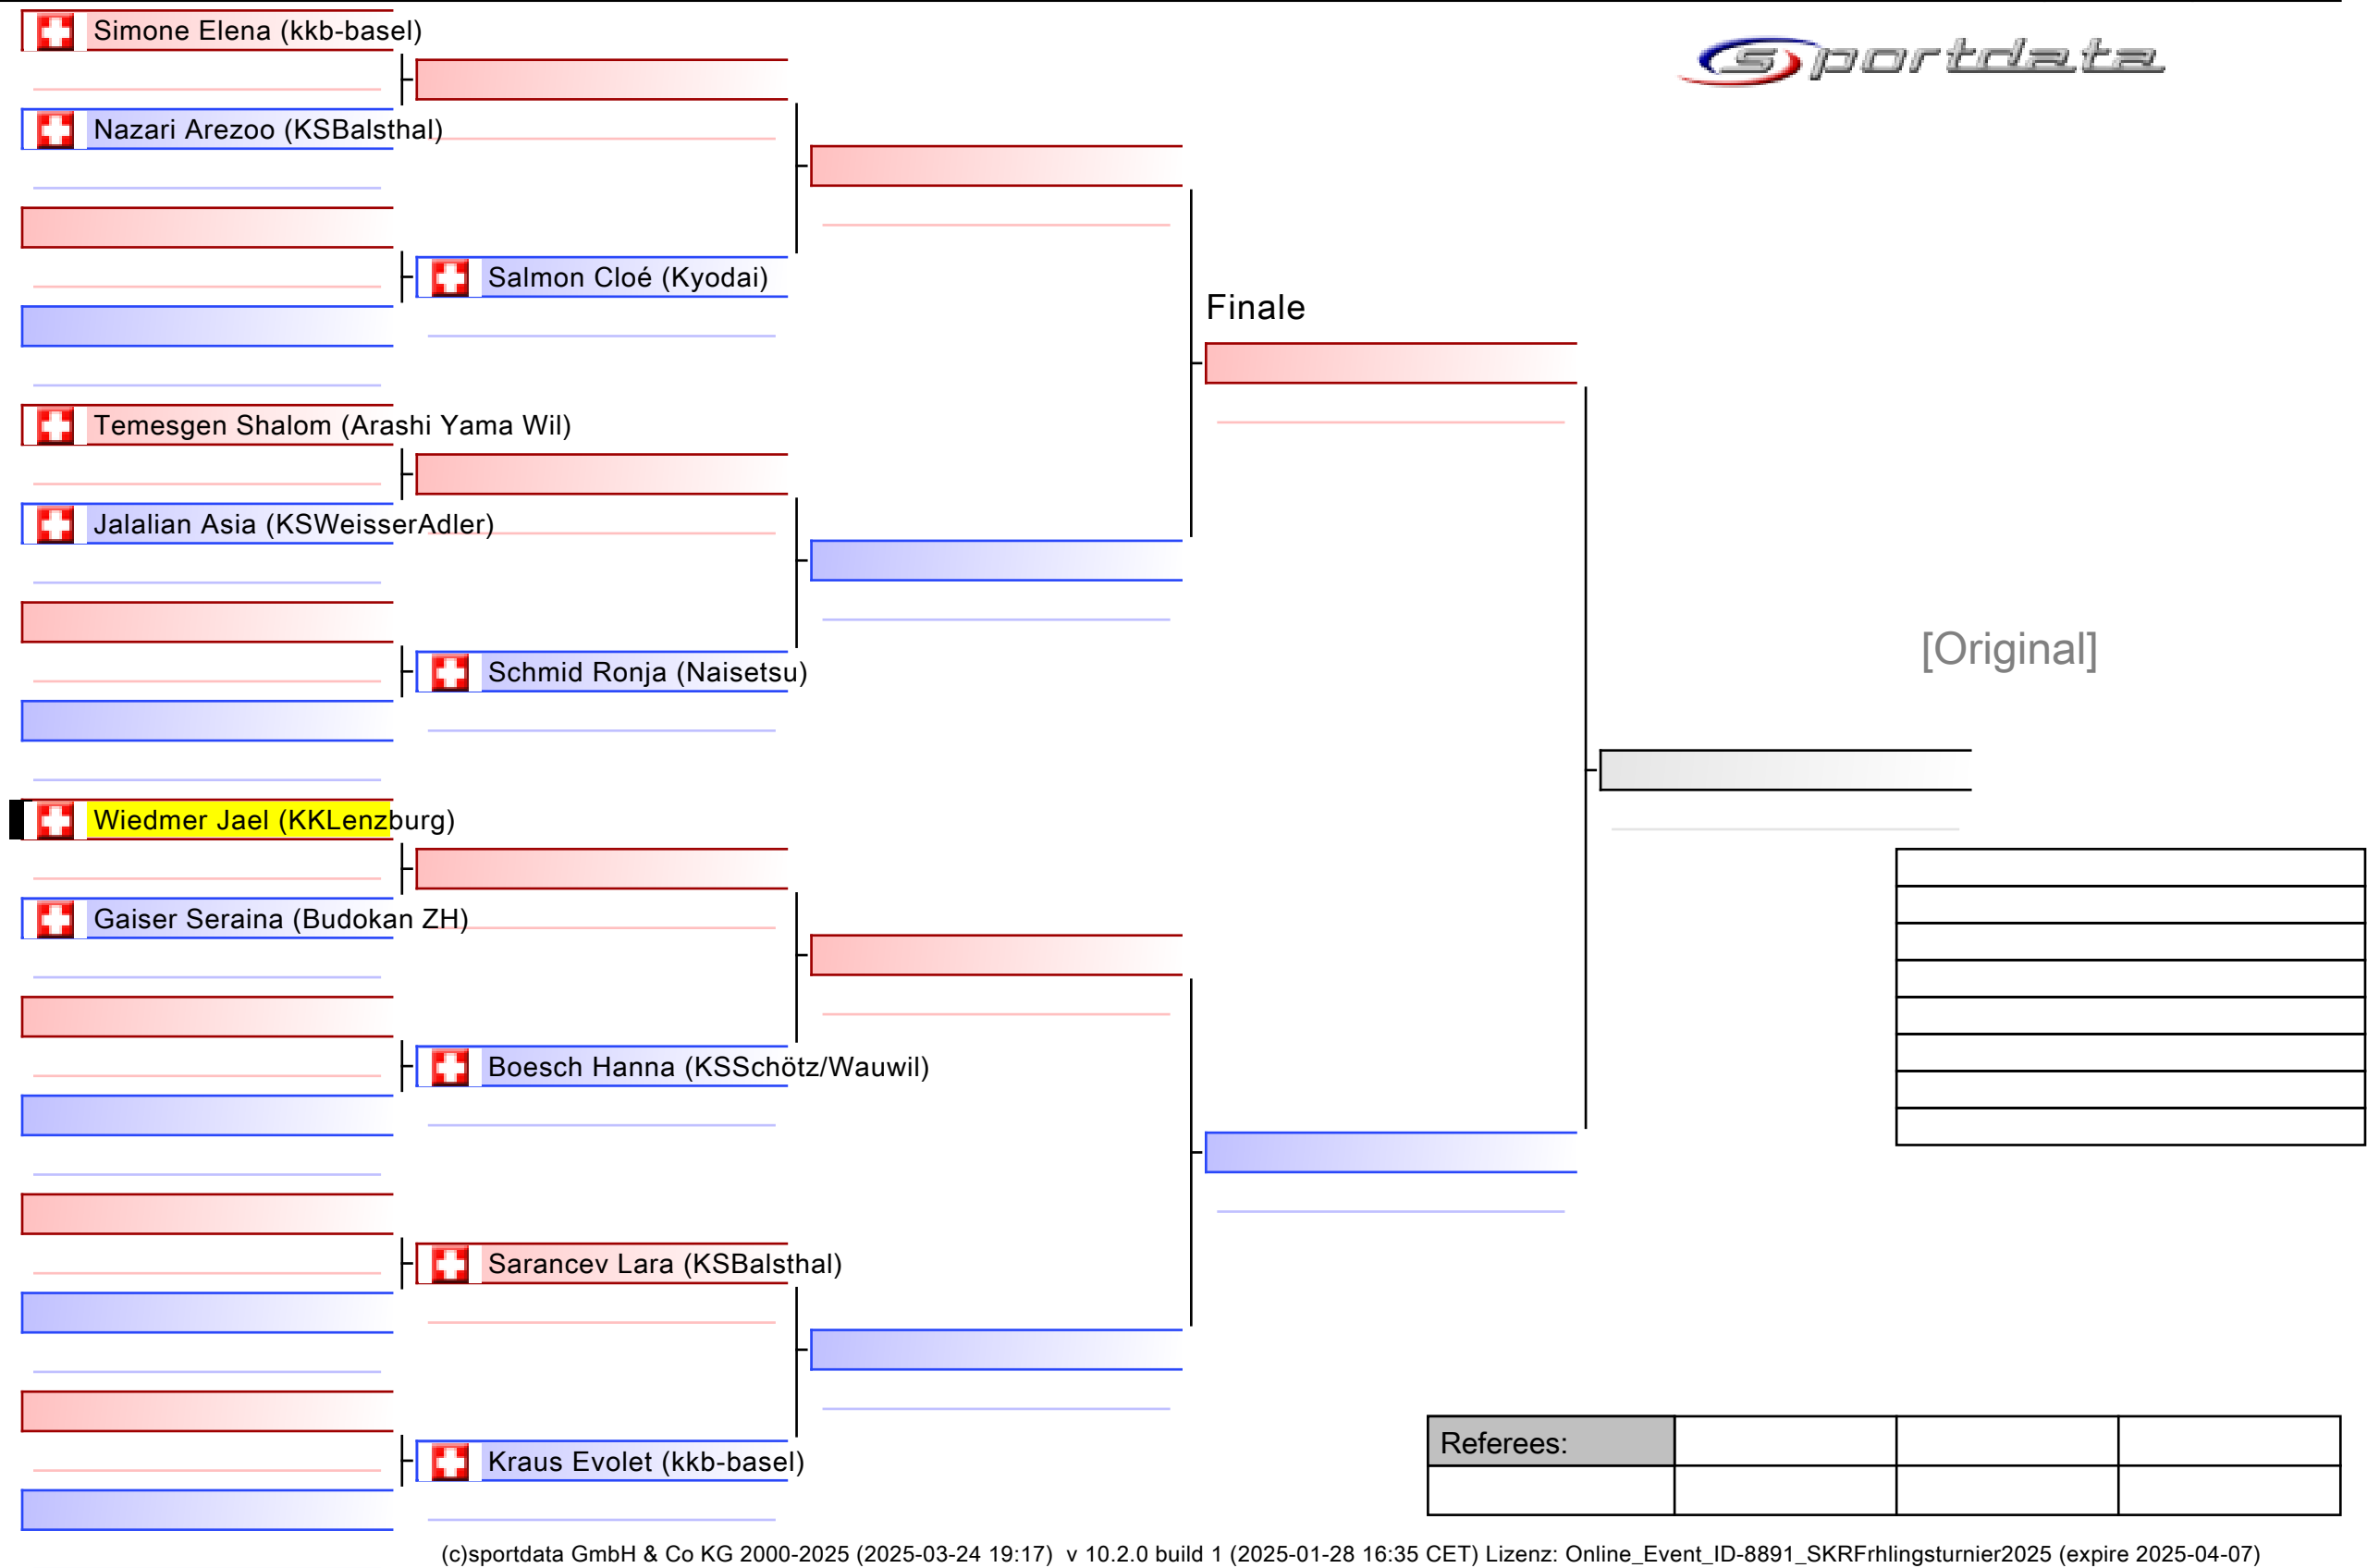 Simone Elena (kkb-basel)
sportdata
Nazari Arezoo (KSBalsthal)
Salmon Cloé (Kyodai)
Finale
Temesgen Shalom (Arashi Yama Wil)
Jalalian Asia (KSWeisserAdler)
[Original]
Schmid Ronja (Naisetsu)
Wiedmer Jael (KKLenzburg)
Gaiser Seraina (Budokan ZH)
Boesch Hanna (KSSchötz/Wauwil)
Sarancev Lara (KSBalsthal)
Referees:
Kraus Evolet (kkb-basel)
(c)sportdata GmbH & Co KG 2000-2025 (2025-03-24 19:17) v 10.2.0 build 1 (2025-01-28 16:35 CET) Lizenz: Online_Event_ID-8891_SKRFrhlingsturnier2025 (expire 2025-04-07)